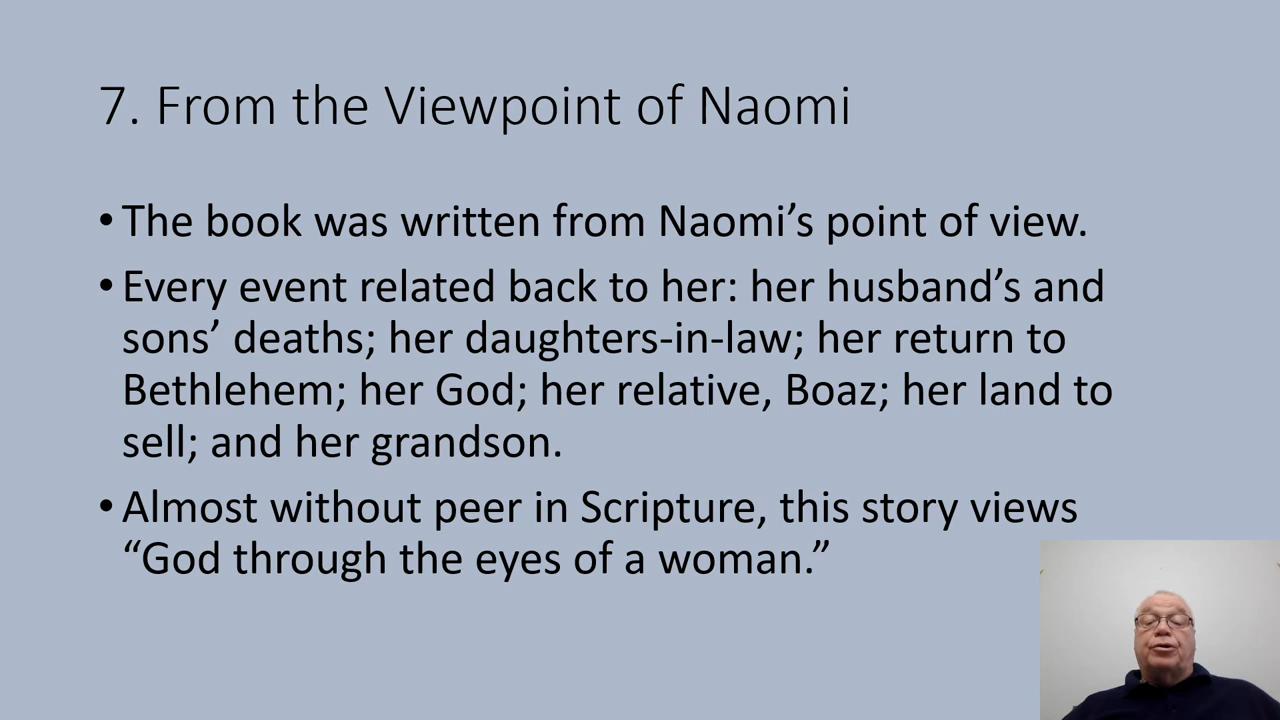 7. From the Viewpoint of Naomi
• The book was written from Naomi’s point of view.
• Every event related back to her: her husband’s and
sons’ deaths; her daughters-in-law; her return to
Bethlehem; her God; her relative, Boaz; her land to
sell; and her grandson.
• Almost without peer in Scripture, this story views
“God through the eyes of a woman.”